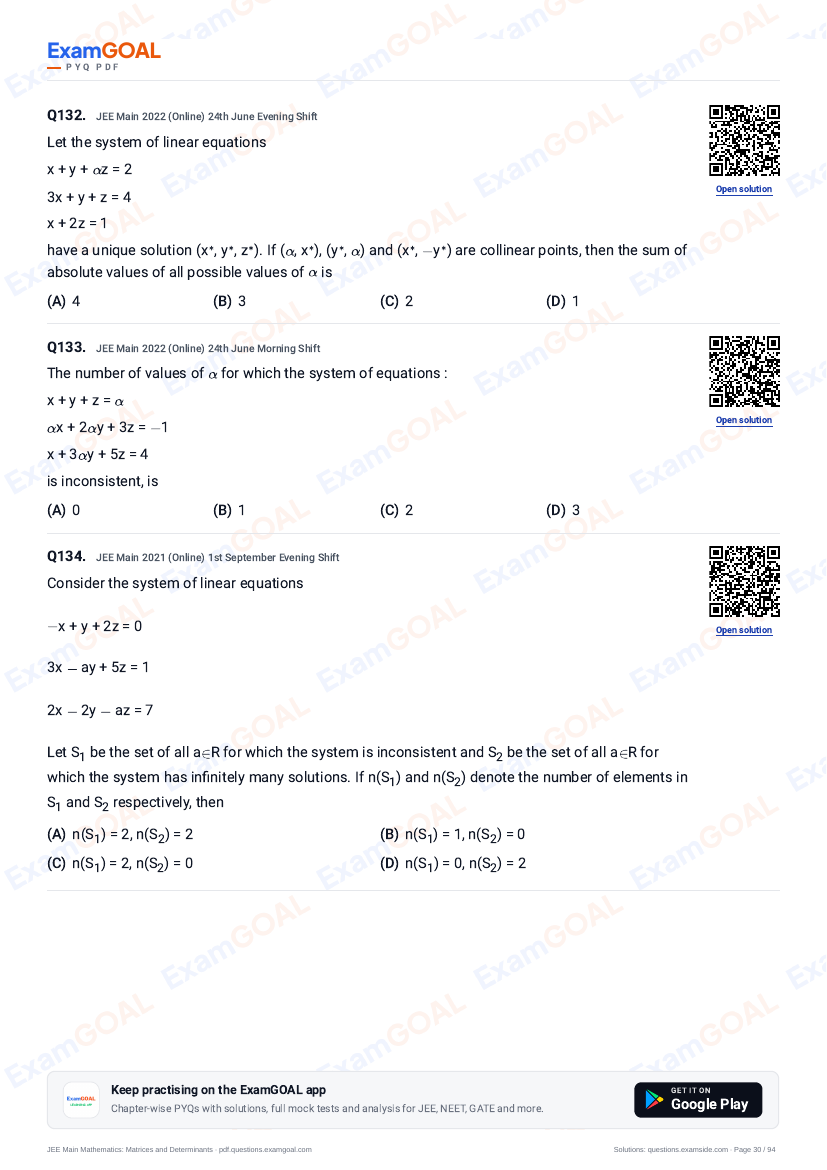 ExamGOAL
PYQ PDF
Q132. JEE Main 2022 (Online) 24th June Evening Shift
Let the system of linear equations
x + y + αz = 2
3x + y + z = 4
x + 2z = 1
have a unique solution (x*, y*, z*). If (α, x*), (y*, α) and (x*, −y*) are collinear points, then the sum of
absolute values of all possible values of α is
(A) 4 (B) 3 (C) 2 (D) 1
Open solution
Q133. JEE Main 2022 (Online) 24th June Morning Shift
The number of values of α for which the system of equations :
x + y + z = α
αx + 2αy + 3z = −1
x + 3αy + 5z = 4
is inconsistent, is
(A) 0 (B) 1 (C) 2 (D) 3
Open solution
Q134. JEE Main 2021 (Online) 1st September Evening Shift
Consider the system of linear equations
−x + y + 2z = 0
3x − ay + 5z = 1
2x − 2y − az = 7
Let S₁ be the set of all a∈R for which the system is inconsistent and S₂ be the set of all a∈R for
which the system has infinitely many solutions. If n(S₁) and n(S₂) denote the number of elements in
S₁ and S₂ respectively, then
(A) n(S₁) = 2, n(S₂) = 2 (B) n(S₁) = 1, n(S₂) = 0
(C) n(S₁) = 2, n(S₂) = 0 (D) n(S₁) = 0, n(S₂) = 2
Open solution
ExamGOAL
Keep practising on the ExamGOAL app
Chapter-wise PYQs with solutions, full mock tests and analysis for JEE, NEET, GATE and more.
GET IT ON
Google Play
JEE Main Mathematics: Matrices and Determinants · pdf.questions.examgoal.com
Solutions: questions.examside.com · Page 30 / 94